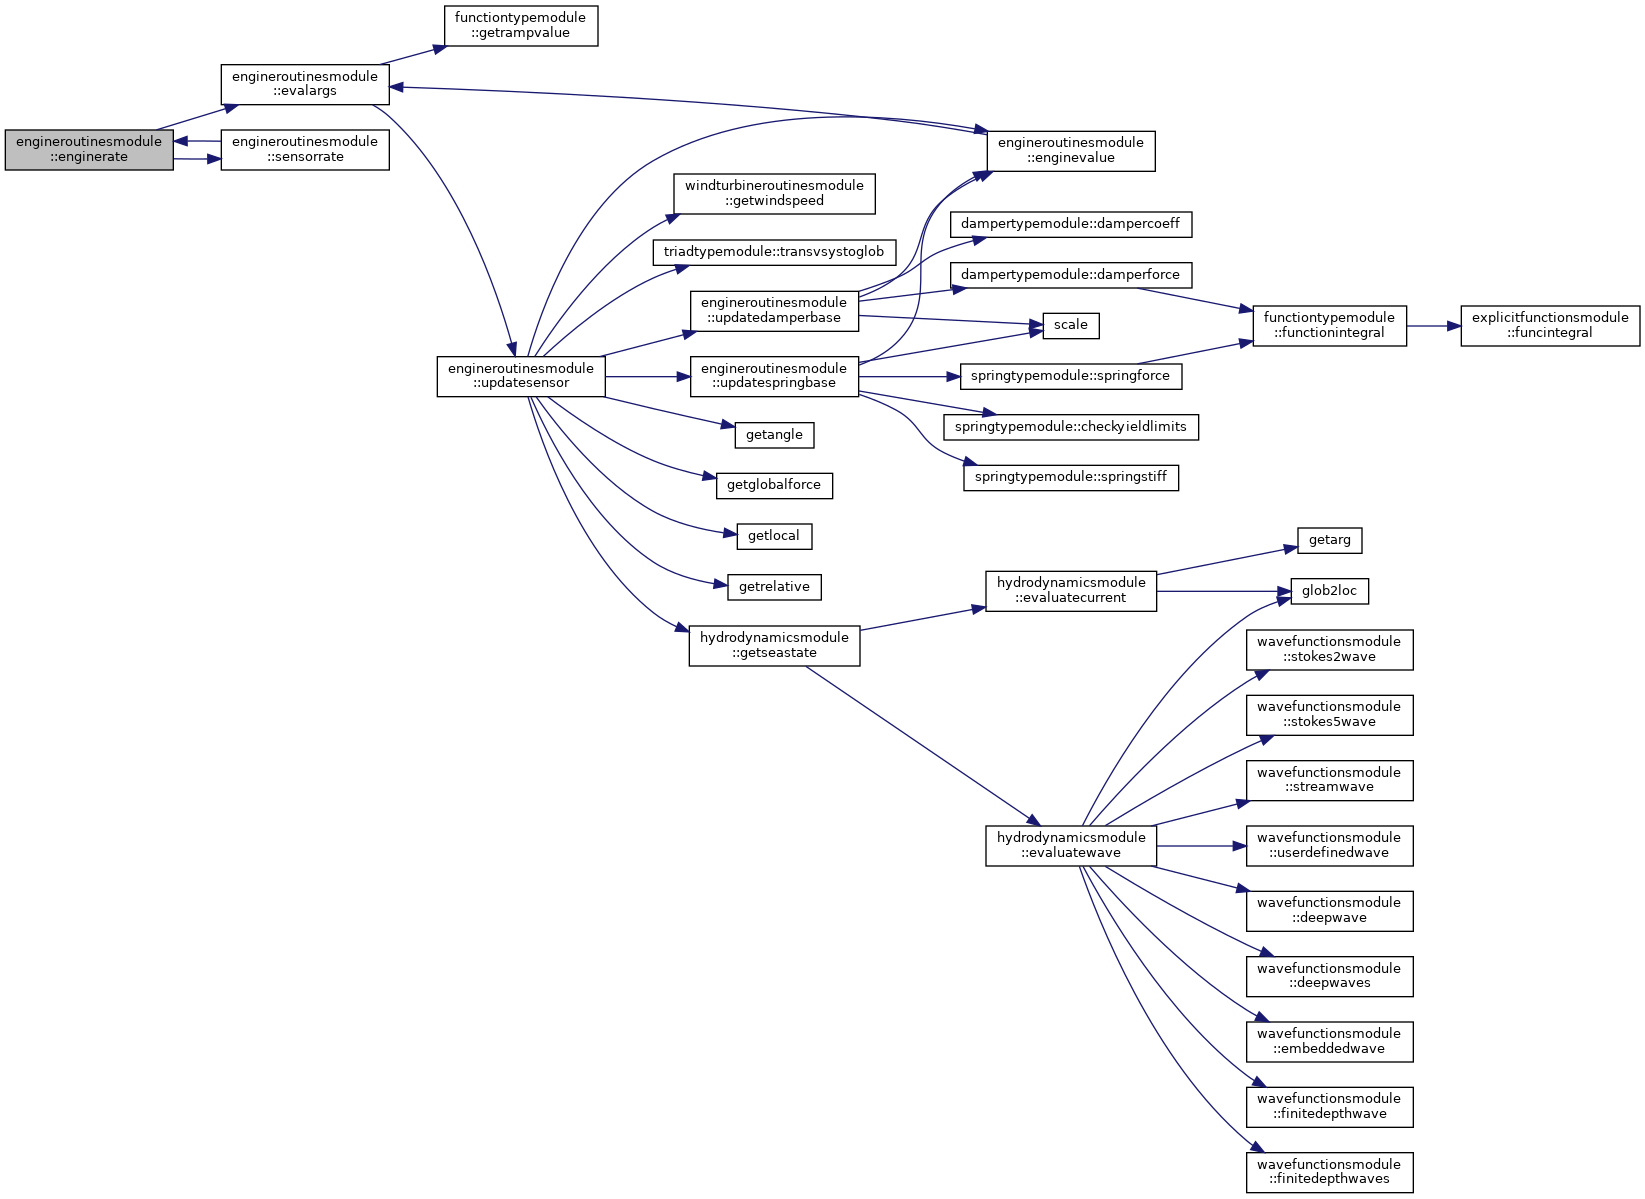 functiontypemodule
::getrampvalue
engineroutinesmodule
::evalargs
engineroutinesmodule
::enginerate
engineroutinesmodule
::sensorrate
engineroutinesmodule
::enginevalue
windturbineroutinesmodule
::getwindspeed
dampertypemodule::dampercoeff
triadtypemodule::transvsystoglob
dampertypemodule::damperforce
engineroutinesmodule
::updatedamperbase
scale
functiontypemodule
::functionintegral
explicitfunctionsmodule
::funcintegral
engineroutinesmodule
::updatesensor
engineroutinesmodule
::updatespringbase
springtypemodule::springforce
springtypemodule::checkyieldlimits
getangle
springtypemodule::springstiff
getglobalforce
getlocal
getarg
getrelative
hydrodynamicsmodule
::evaluatecurrent
glob2loc
hydrodynamicsmodule
::getseastate
wavefunctionsmodule
::stokes2wave
wavefunctionsmodule
::stokes5wave
wavefunctionsmodule
::streamwave
hydrodynamicsmodule
::evaluatewave
wavefunctionsmodule
::userdefinedwave
wavefunctionsmodule
::deepwave
wavefunctionsmodule
::deepwaves
wavefunctionsmodule
::embeddedwave
wavefunctionsmodule
::finitedepthwave
wavefunctionsmodule
::finitedepthwaves